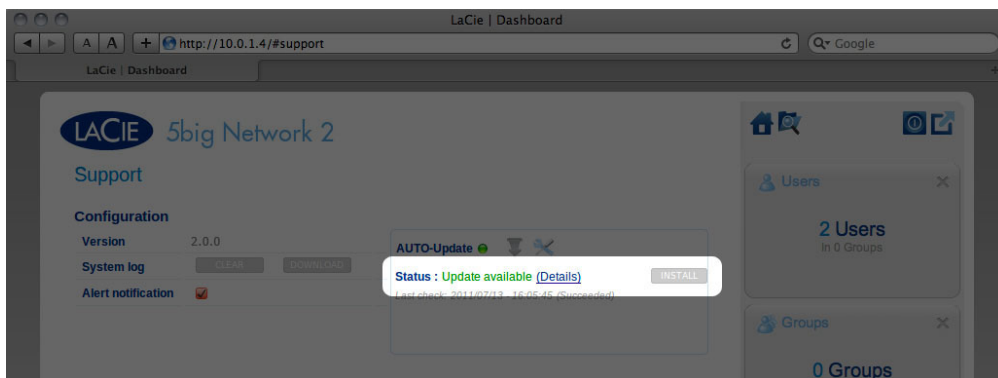 LaCie | Dashboard
A A + http://10.0.1.4/#support Google
LaCie | Dashboard +
LACIE 5big Network 2
Support
Configuration
Version 2.0.0
System log CLEAR DOWNLOAD
Alert notification
AUTO-Update
Status : Update available (Details) INSTALL
Last check: 2011/07/13 - 16:05:45 (Succeeded)
Users
2 Users
in 0 Groups
Groups
0 Groups